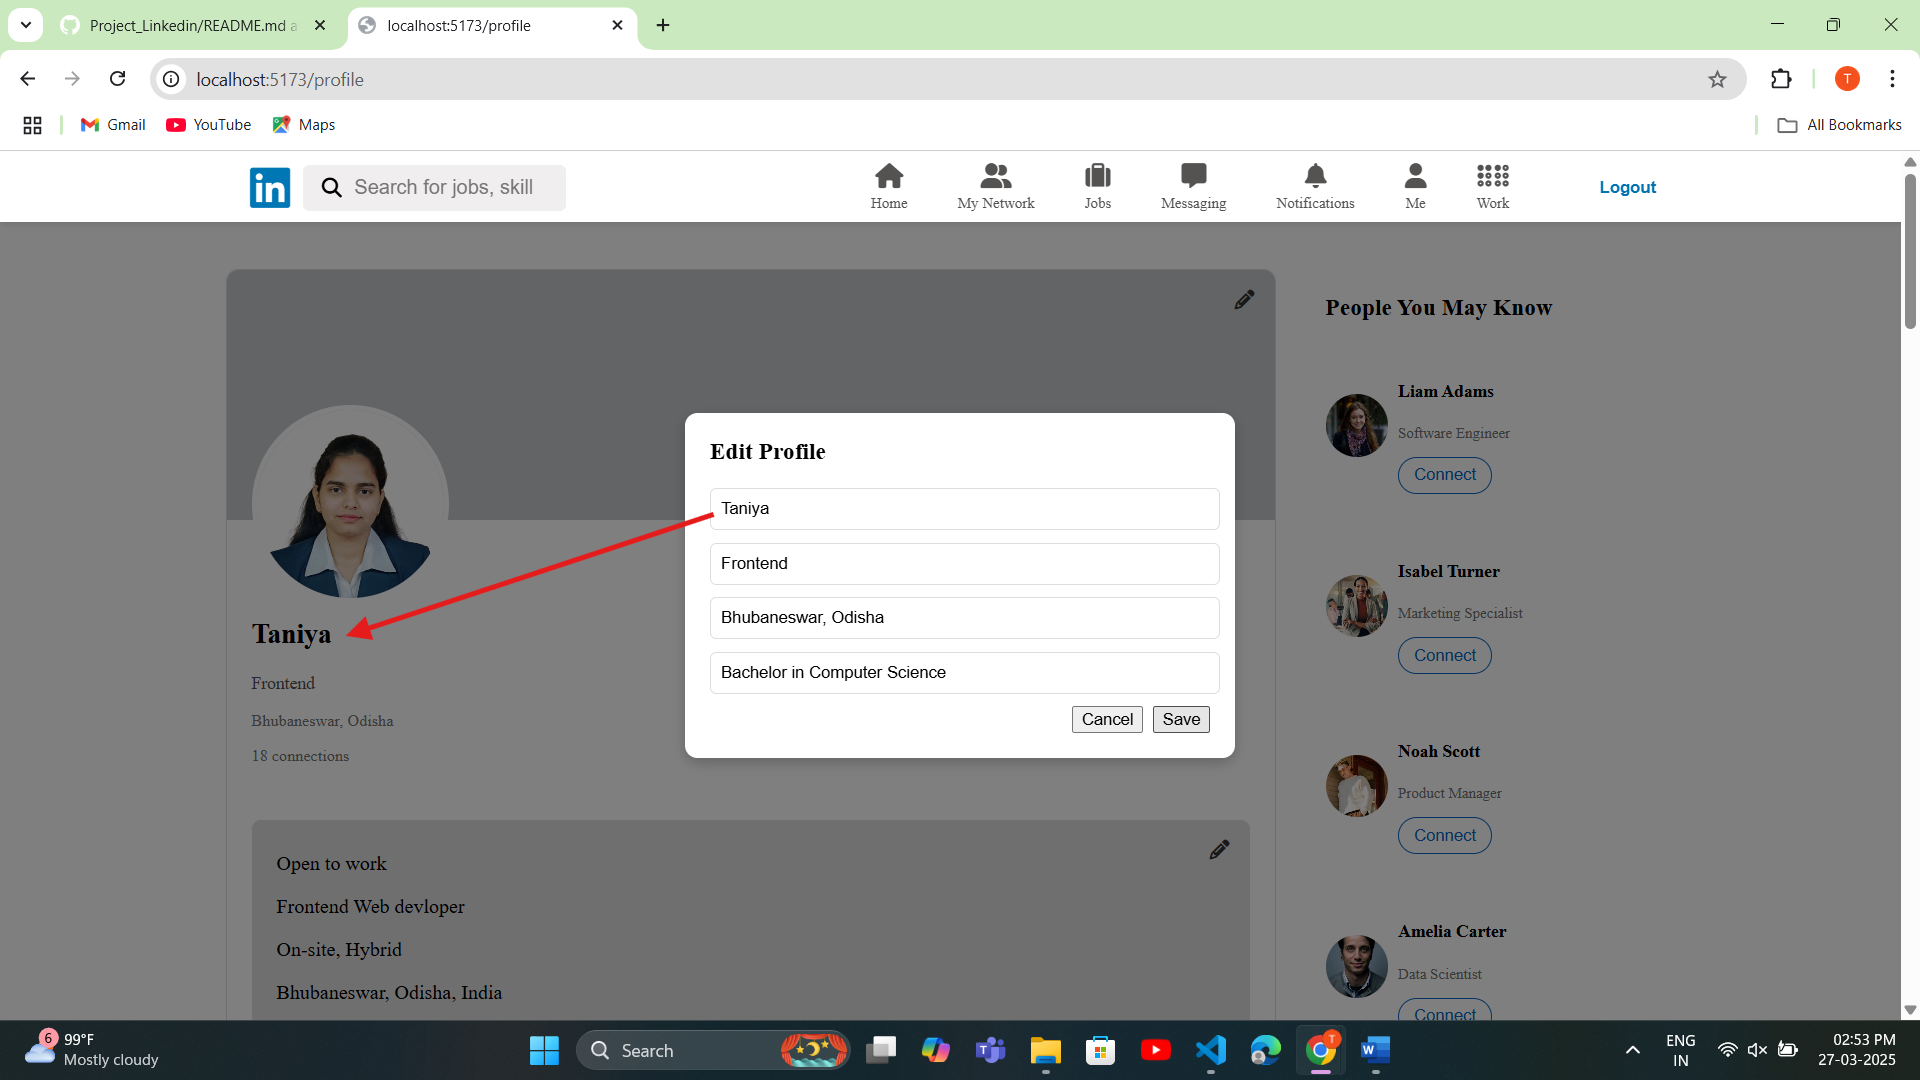 Project_Linkedin/README.md a
localhost:5173/profile
localhost:5173/profile
T
Gmail
YouTube
Maps
All Bookmarks
in
Search for jobs, skill
Home
My Network
Jobs
Messaging
Notifications
Me
Work
Logout
People You May Know
Liam Adams
Software Engineer
Connect
Isabel Turner
Marketing Specialist
Connect
Noah Scott
Product Manager
Connect
Amelia Carter
Data Scientist
Connect
Edit Profile
Taniya
Frontend
Bhubaneswar, Odisha
Bachelor in Computer Science
Cancel
Save
Taniya
Frontend
Bhubaneswar, Odisha
18 connections
Open to work
Frontend Web devloper
On-site, Hybrid
Bhubaneswar, Odisha, India
6
99°F
Mostly cloudy
Search
T
T
W
ENG
IN
02:53 PM
27-03-2025